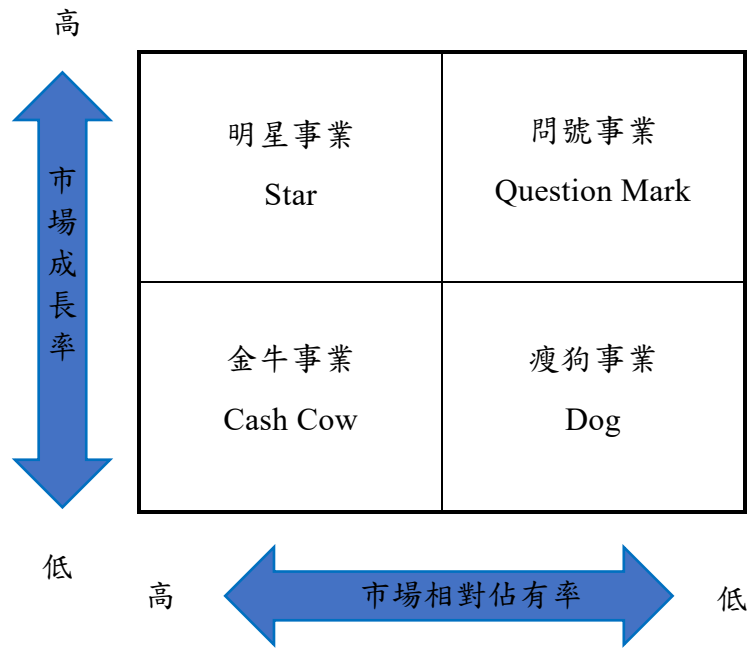 高
市場成長率
低
明星事業
Star
問號事業
Question Mark
金牛事業
Cash Cow
瘦狗事業
Dog
高
市場相對佔有率
低